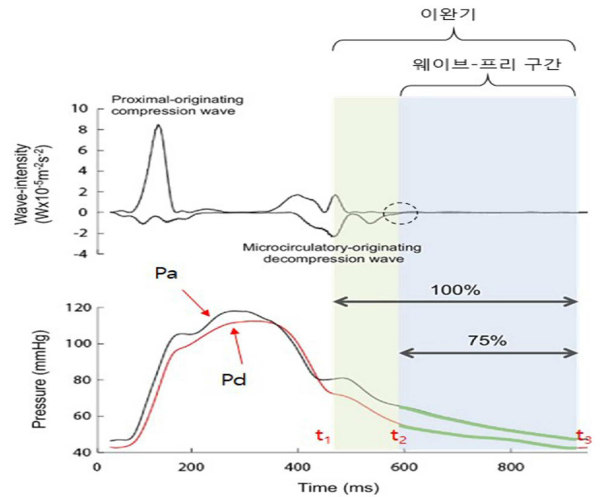 이완기
웨이브-프리 구간
Proximal-originating
compression wave
Wave-intensity
(Wx10-5m-2s-2)
10
8
6
4
2
0
-2
-4
Microcirculatory-originating
decompression wave
100%
75%
Pa
Pd
Pressure (mmHg)
120
100
80
60
40
t1
t2
t3
0
200
400
600
800
Time (ms)